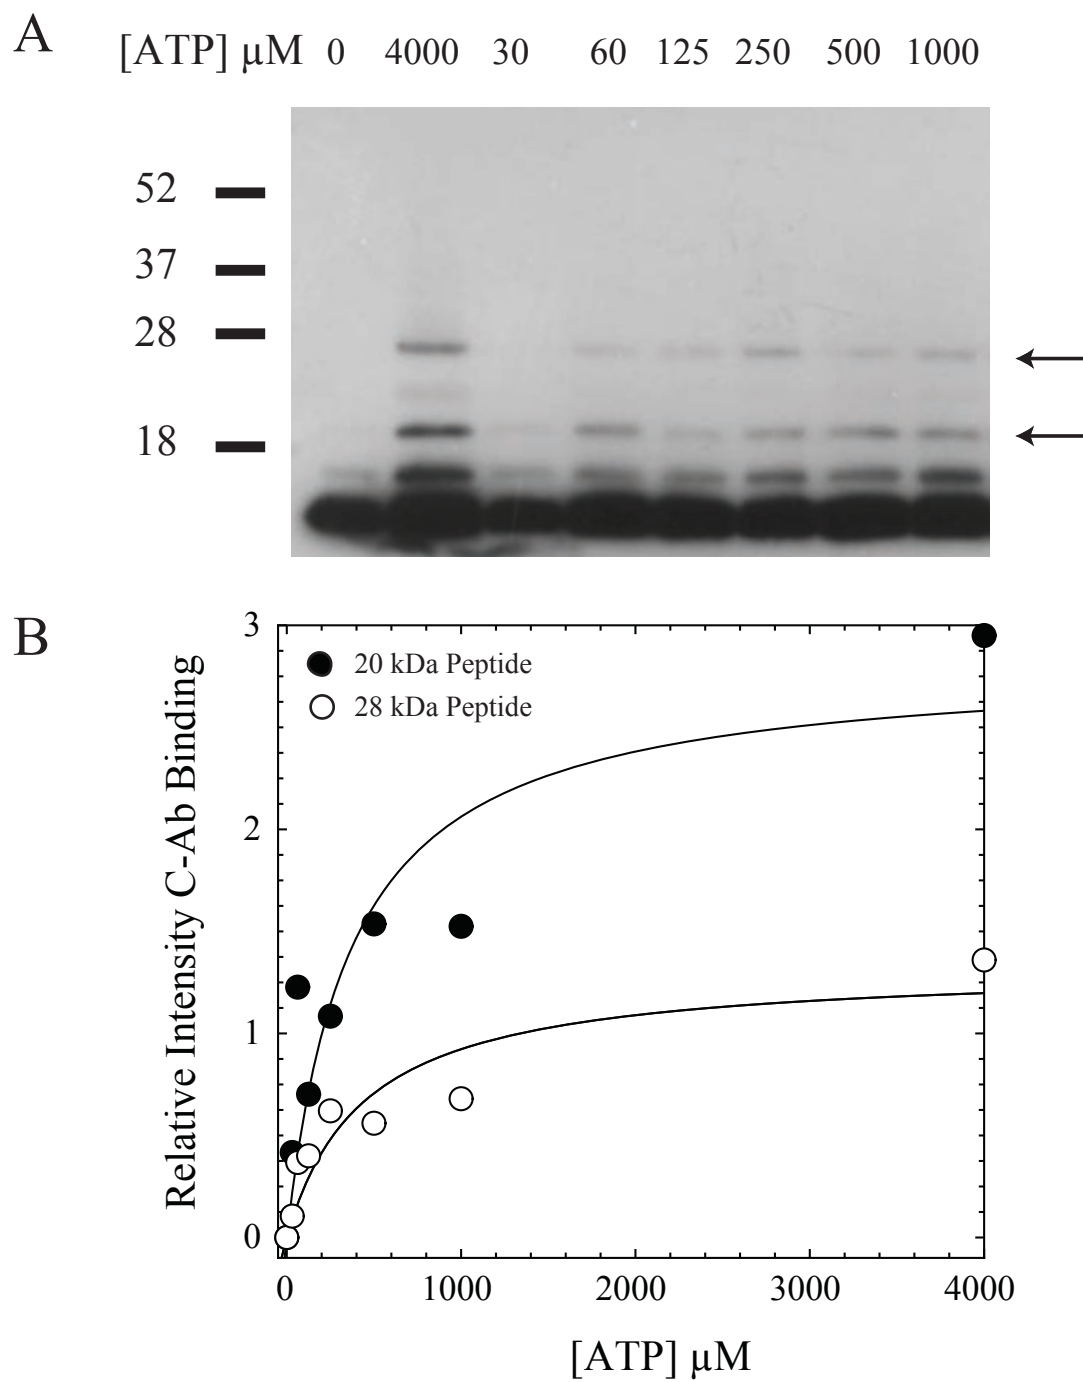 A
[ATP] µM 0 4000 30 60 125 250 500 1000
52
37
28
18
B
3
2
1
0
Relative Intensity C-Ab Binding
20 kDa Peptide
28 kDa Peptide
0 1000 2000 3000 4000
[ATP] µM